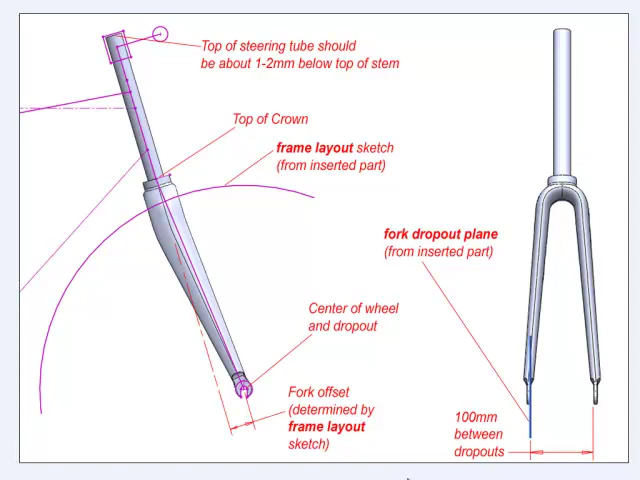 Top of steering tube should
be about 1-2mm below top of stem
Top of Crown
frame layout sketch
(from inserted part)
fork dropout plane
(from inserted part)
Center of wheel
and dropout
Fork offset
(determined by
frame layout
sketch)
100mm
between
dropouts